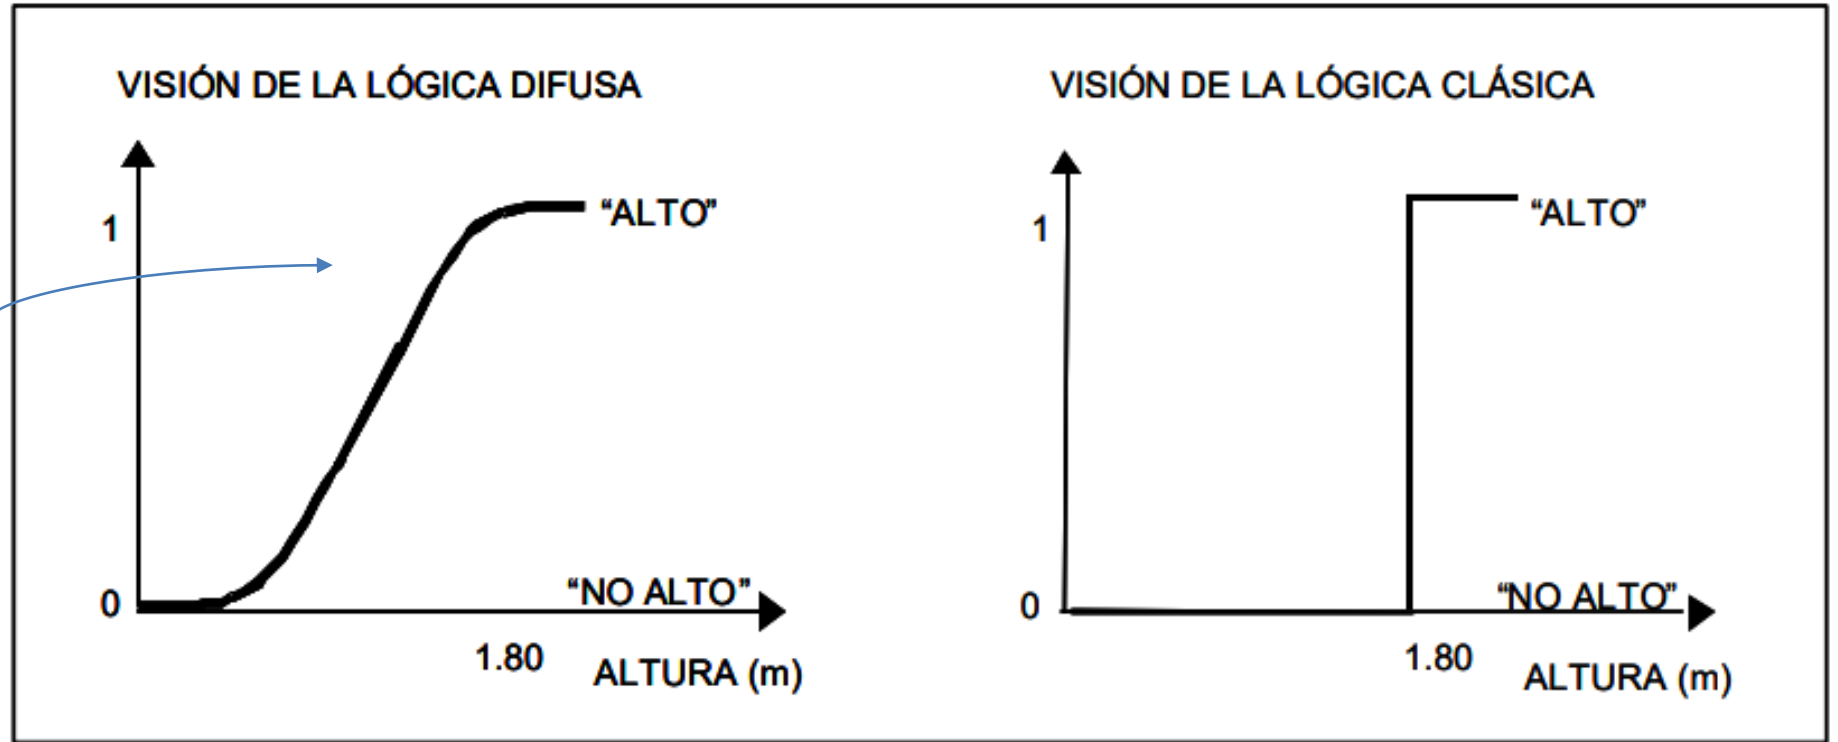 VISIÓN DE LA LÓGICA DIFUSA
1
“ALTO”
0
“NO ALTO”
1.80
ALTURA (m)
VISIÓN DE LA LÓGICA CLÁSICA
1
“ALTO”
0
“NO ALTO”
1.80
ALTURA (m)